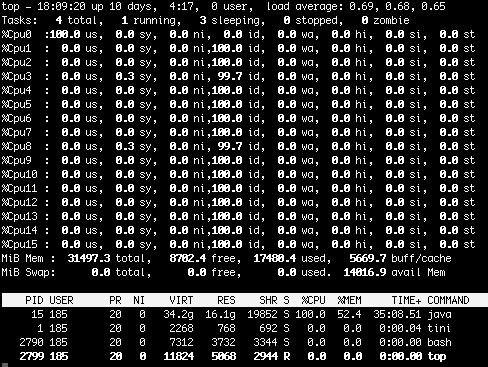 top - 18:09:20 up 10 days,  4:17,  0 user,  load average: 0.69, 0.68, 0.65
Tasks:   4 total,   1 running,   3 sleeping,   0 stopped,   0 zombie
%Cpu0  :100.0 us,  0.0 sy,  0.0 ni,  0.0 id,  0.0 wa,  0.0 hi,  0.0 si,  0.0 st
%Cpu1  :  0.0 us,  0.0 sy,  0.0 ni,100.0 id,  0.0 wa,  0.0 hi,  0.0 si,  0.0 st
%Cpu2  :  0.0 us,  0.0 sy,  0.0 ni,100.0 id,  0.0 wa,  0.0 hi,  0.0 si,  0.0 st
%Cpu3  :  0.0 us,  0.3 sy,  0.0 ni, 99.7 id,  0.0 wa,  0.0 hi,  0.0 si,  0.0 st
%Cpu4  :  0.0 us,  0.0 sy,  0.0 ni,100.0 id,  0.0 wa,  0.0 hi,  0.0 si,  0.0 st
%Cpu5  :  0.0 us,  0.0 sy,  0.0 ni,100.0 id,  0.0 wa,  0.0 hi,  0.0 si,  0.0 st
%Cpu6  :  0.0 us,  0.0 sy,  0.0 ni,100.0 id,  0.0 wa,  0.0 hi,  0.0 si,  0.0 st
%Cpu7  :  0.0 us,  0.0 sy,  0.0 ni,100.0 id,  0.0 wa,  0.0 hi,  0.0 si,  0.0 st
%Cpu8  :  0.0 us,  0.3 sy,  0.0 ni, 99.7 id,  0.0 wa,  0.0 hi,  0.0 si,  0.0 st
%Cpu9  :  0.0 us,  0.0 sy,  0.0 ni,100.0 id,  0.0 wa,  0.0 hi,  0.0 si,  0.0 st
%Cpu10 :  0.0 us,  0.0 sy,  0.0 ni,100.0 id,  0.0 wa,  0.0 hi,  0.0 si,  0.0 st
%Cpu11 :  0.0 us,  0.0 sy,  0.0 ni,100.0 id,  0.0 wa,  0.0 hi,  0.0 si,  0.0 st
%Cpu12 :  0.0 us,  0.0 sy,  0.0 ni,100.0 id,  0.0 wa,  0.0 hi,  0.0 si,  0.0 st
%Cpu13 :  0.0 us,  0.0 sy,  0.0 ni,100.0 id,  0.0 wa,  0.0 hi,  0.0 si,  0.0 st
%Cpu14 :  0.0 us,  0.0 sy,  0.0 ni,100.0 id,  0.0 wa,  0.0 hi,  0.0 si,  0.0 st
%Cpu15 :  0.0 us,  0.0 sy,  0.0 ni,100.0 id,  0.0 wa,  0.0 hi,  0.0 si,  0.0 st
MiB Mem :  31497.3 total,   8702.4 free,  17480.4 used,   5669.7 buff/cache
MiB Swap:      0.0 total,      0.0 free,      0.0 used.  14016.9 avail Mem
PID USER      PR  NI    VIRT    RES    SHR S  %CPU  %MEM     TIME+ COMMAND
15 185       20   0   34.2g  16.1g  19852 S 100.0  52.4  35:08.51 java
1 185       20   0    2268    768    692 S   0.0   0.0   0:00.04 tini
2790 185       20   0    7312   3732   3344 S   0.0   0.0   0:00.00 bash
2799 185       20   0   11824   5068   2944 R   0.0   0.0   0:00.00 top